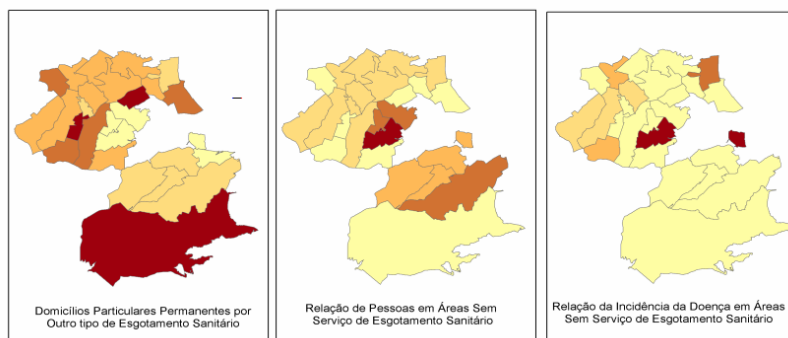 Domicílios Particulares Permanentes por
Outro tipo de Esgotamento Sanitário
Relação de Pessoas em Áreas Sem
Serviço de Esgotamento Sanitário
Relação da Incidência da Doença em Áreas
Sem Serviço de Esgotamento Sanitário